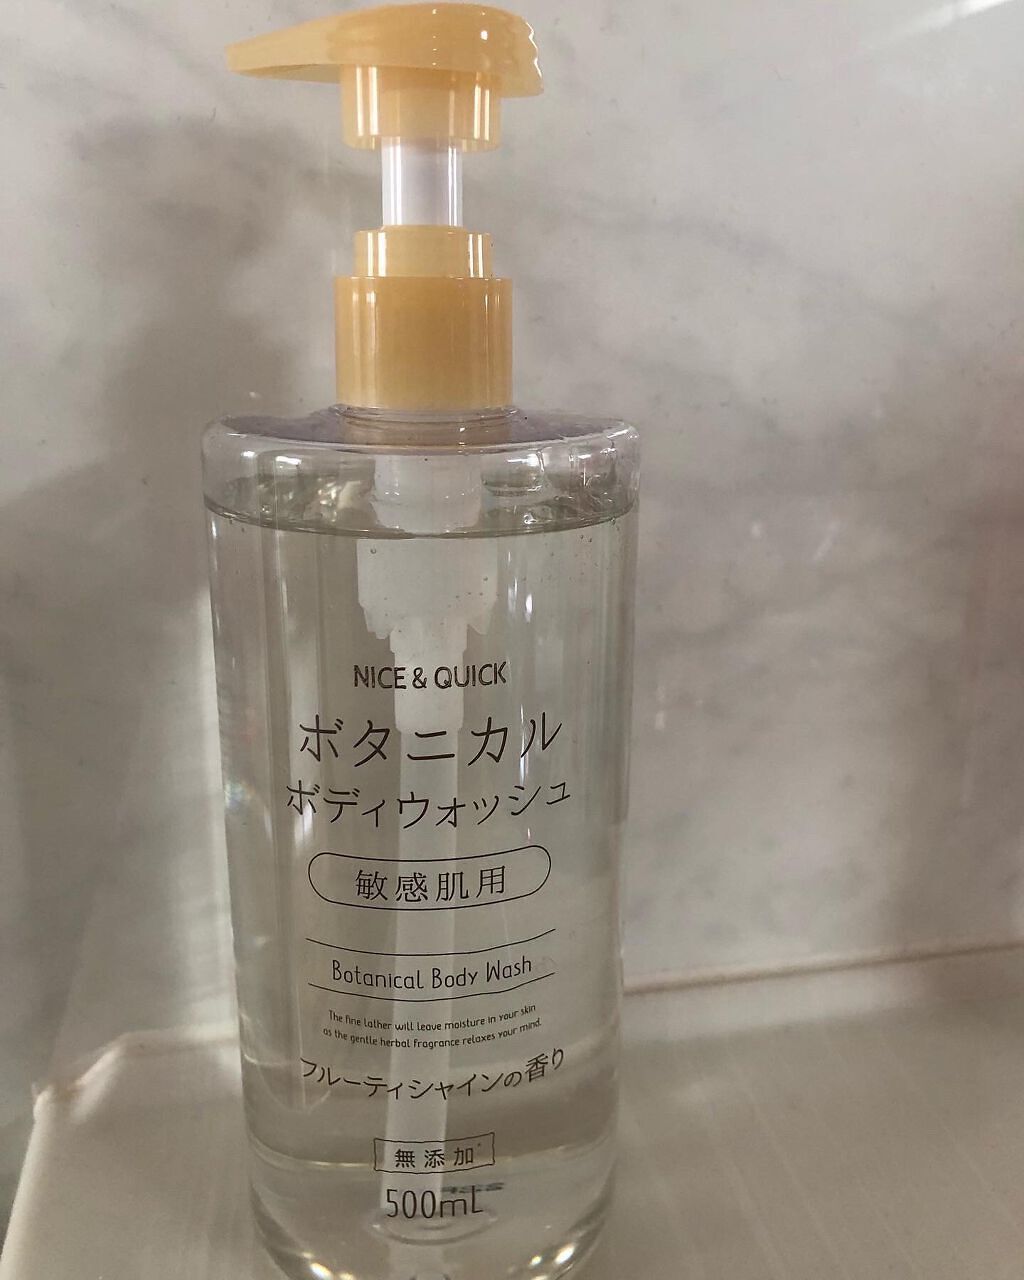 NICE & QUICK
ボタニカル
ボディウォッシュ
敏感肌用
Botanical Body Wash
The fine lather will leave moisture in your skin
as the gentle herbal fragrance relaxes your mind.
フルーティシャインの香り
無添加*
500mL